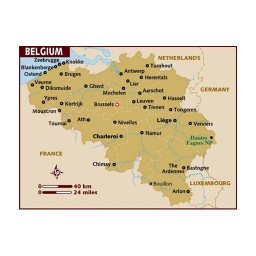 BELGIUM
Zeebrugge
Knokke
Blankenberge
Ostend
Bruges
NETHERLANDS
Turnhout
Antwerp
Herentals
Lier
Veurne
Diksmuide
Ghent
Mechelen
Aarschot
GERMANY
Ypres
Kortrijk
Brussels
Leuven
Hasselt
Mouscron
Tienen
Tongeren
Tournai
Ath
Nivelles
Liège
Verviers
Charleroi
Namur
Hautes
Fagnes NP
FRANCE
Chimay
The
Ardennes
Bastogne
Bouillon
LUXEMBOURG
Arlon
N
0
40 km
0
24 miles